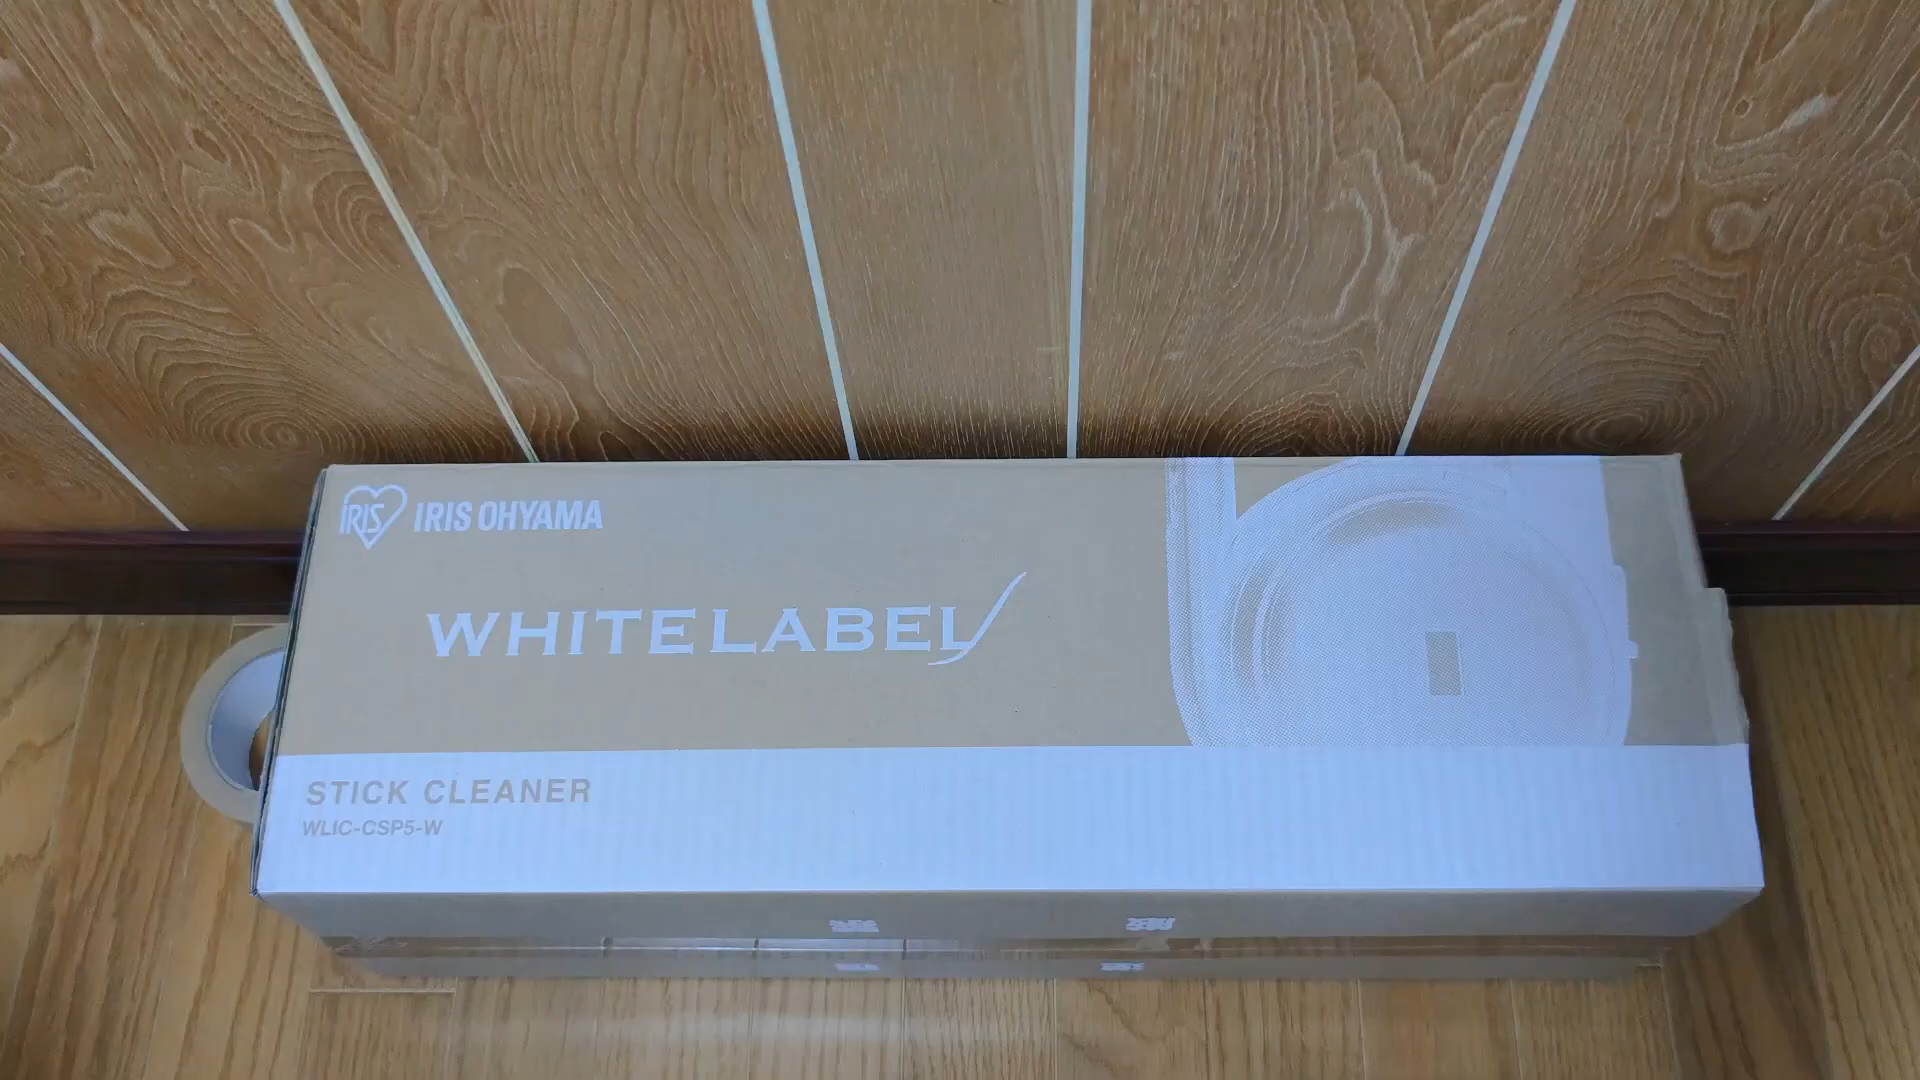 IRIS IRIS OHYAMA
WHITELABEL
STICK CLEANER
WLIC-CSP5-W